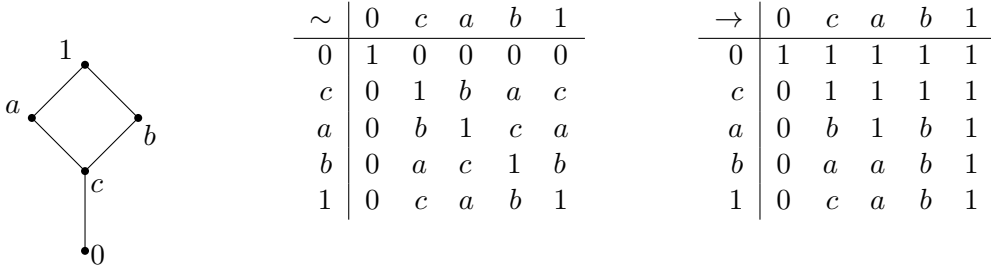 1
a
b
c
0
∼ 0 c a b 1
0 1 0 0 0 0
c 0 1 b a c
a 0 b 1 c a
b 0 a c 1 b
1 0 c a b 1
→ 0 c a b 1
0 1 1 1 1 1
c 0 1 1 1 1
a 0 b 1 b 1
b 0 a a b 1
1 0 c a b 1